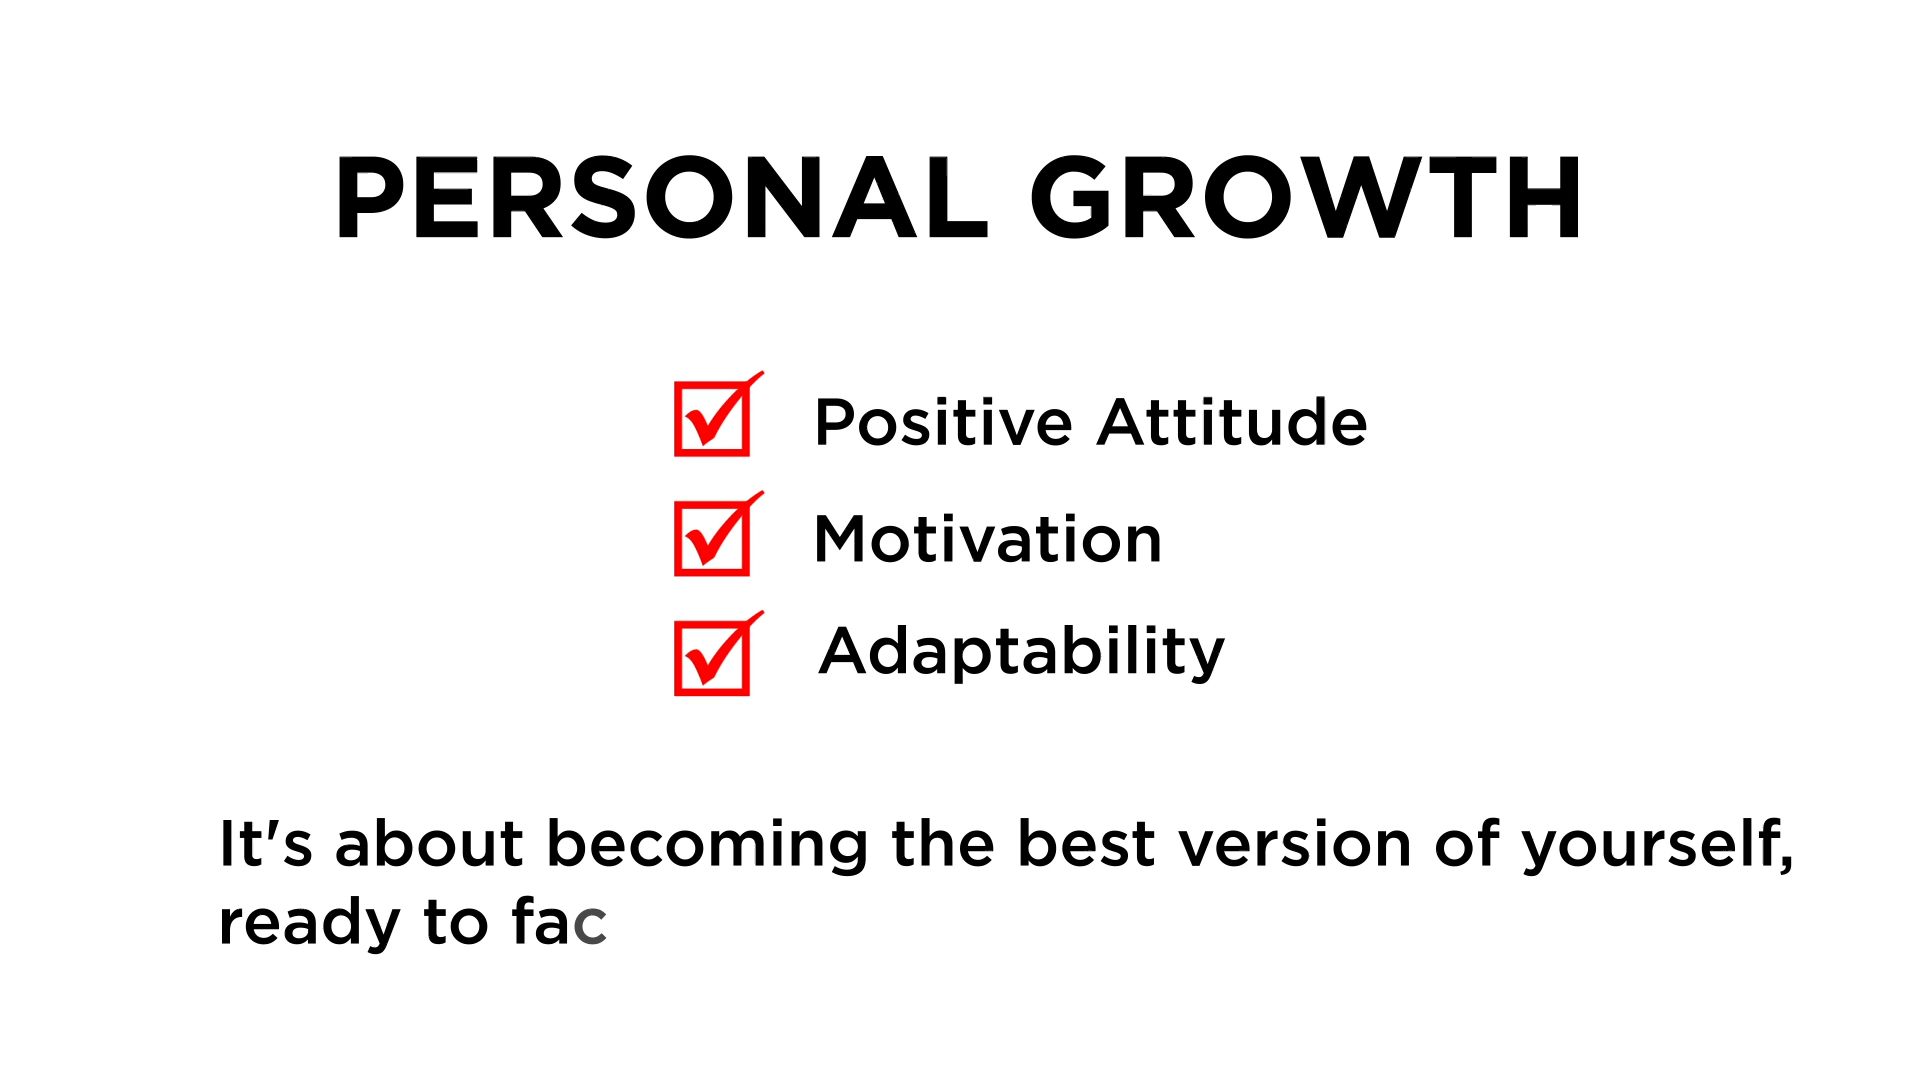 PERSONAL GROWTH
Positive Attitude
Motivation
Adaptability
It's about becoming the best version of yourself,
ready to fac